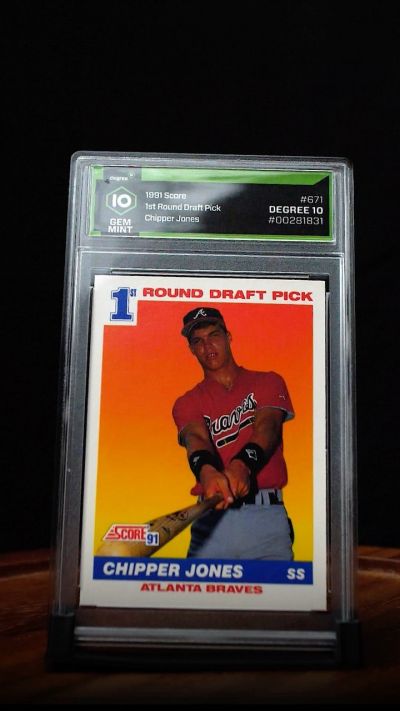 degree
10
GEM
MINT
1991 Score
1st Round Draft Pick
Chipper Jones
#671
DEGREE 10
#00281831
1ST ROUND DRAFT PICK
A
Braves
SCORE 91
CHIPPER JONES SS
ATLANTA BRAVES